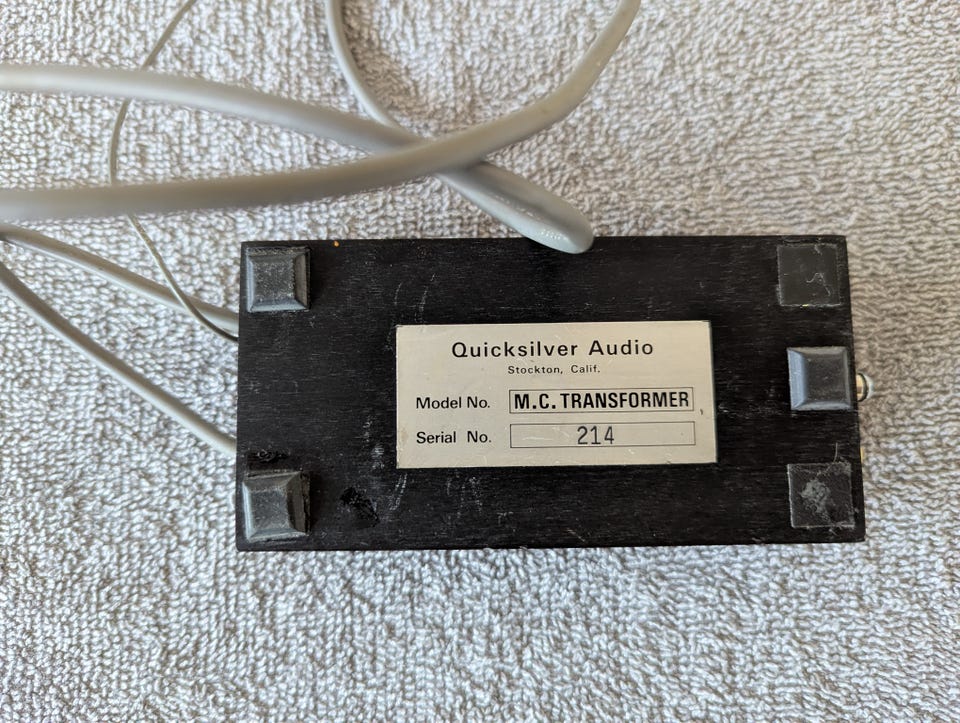 Quicksilver Audio
Stockton, Calif.
Model No. M.C. TRANSFORMER
Serial No. 214